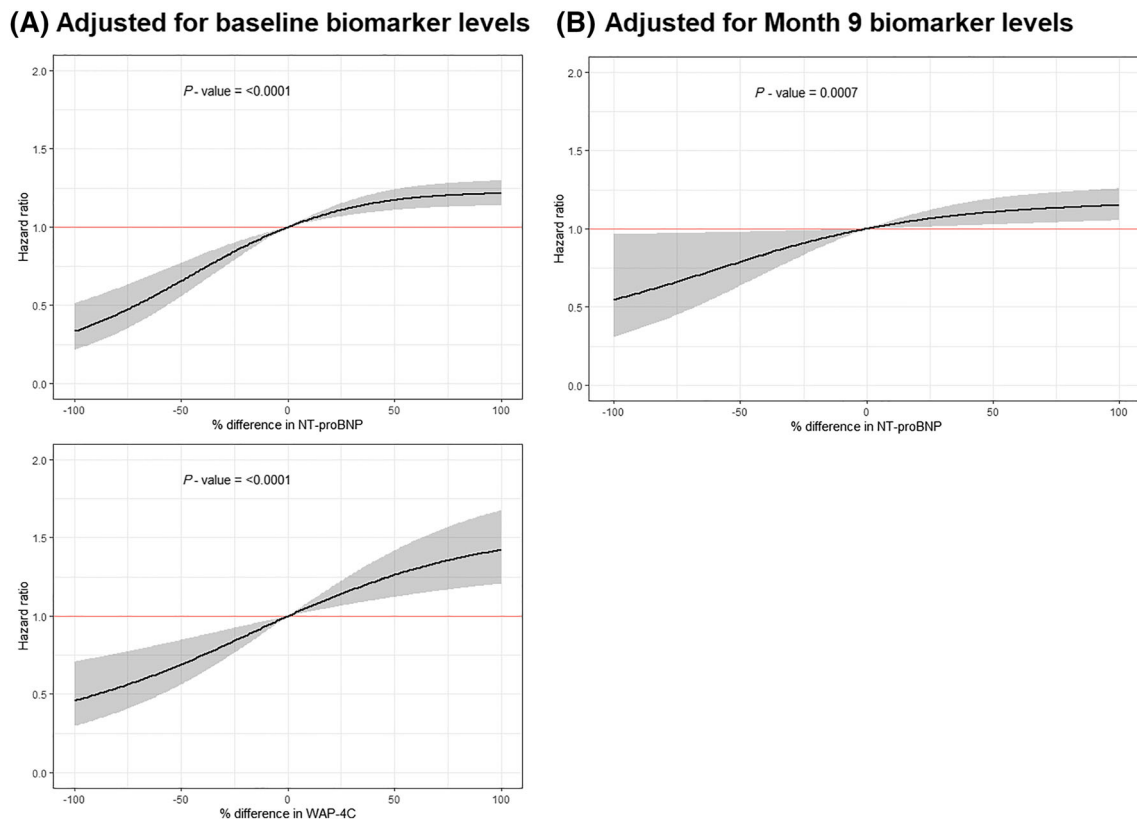 (A) Adjusted for baseline biomarker levels
2.0
1.5
1.0
0.5
0.0
Hazard ratio
P - value = <0.0001
-100 -50 0 50 100
% difference in NT-proBNP
2.0
1.5
1.0
0.5
0.0
Hazard ratio
P - value = <0.0001
-100 -50 0 50 100
% difference in WAP-4C
(B) Adjusted for Month 9 biomarker levels
2.0
1.5
1.0
0.5
0.0
Hazard ratio
P - value = 0.0007
-100 -50 0 50 100
% difference in NT-proBNP